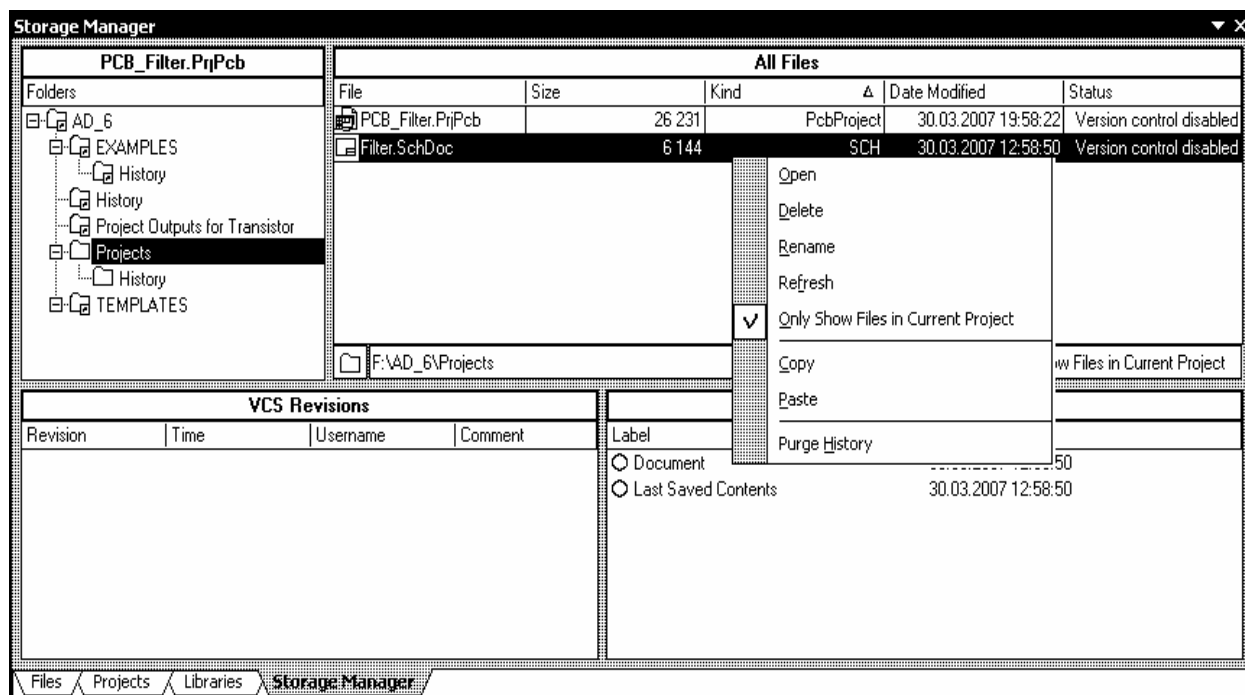 Storage Manager
PCB_Filter.PrjPcb
All Files
Folders
File Size Kind Date Modified Status
AD_6
EXAMPLES
History
History
Project Outputs for Transistor
Projects
History
TEMPLATES
PCB_Filter.PrjPcb 26 231 PcbProject 30.03.2007 19:58:22 Version control disabled
Filter.SchDoc 6 144 SCH 30.03.2007 12:58:50 Version control disabled
Open
Delete
Rename
Refresh
Only Show Files in Current Project
Copy
Paste
Purge History
F:\AD_6\Projects
w Files in Current Project
VCS Revisions
Revision Time Username Comment
Label
Document 50
Last Saved Contents 30.03.2007 12:58:50
Files Projects Libraries Storage Manager